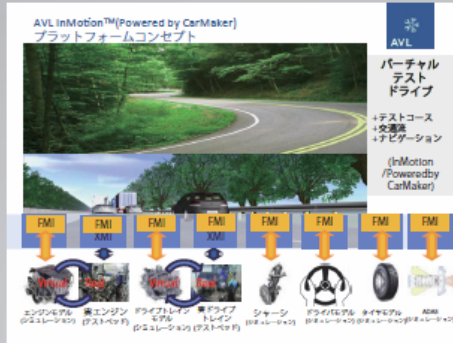 AVL InMotion™(Powered by CarMaker)
プラットフォームコンセプト
AVL
バーチャル
テスト
ドライブ
+テストコース
+交通流
+ナビゲーション
(InMotion
/Poweredby
CarMaker)
FMI FMI FMI FMI FMI FMI FMI FMI
XMI XMI
Virtual Real Virtual Real
エンジンモデル
(シミュレーション)
実エンジン
(テストベッド)
ドライブトレイン
モデル
(シミュレーション)
実ドライブ
トレイン
(テストベッド)
シャーシ
(シミュレーション)
ドライバモデル
(シミュレーション)
タイヤモデル
(シミュレーション)
ADAS
(シミュレーション)